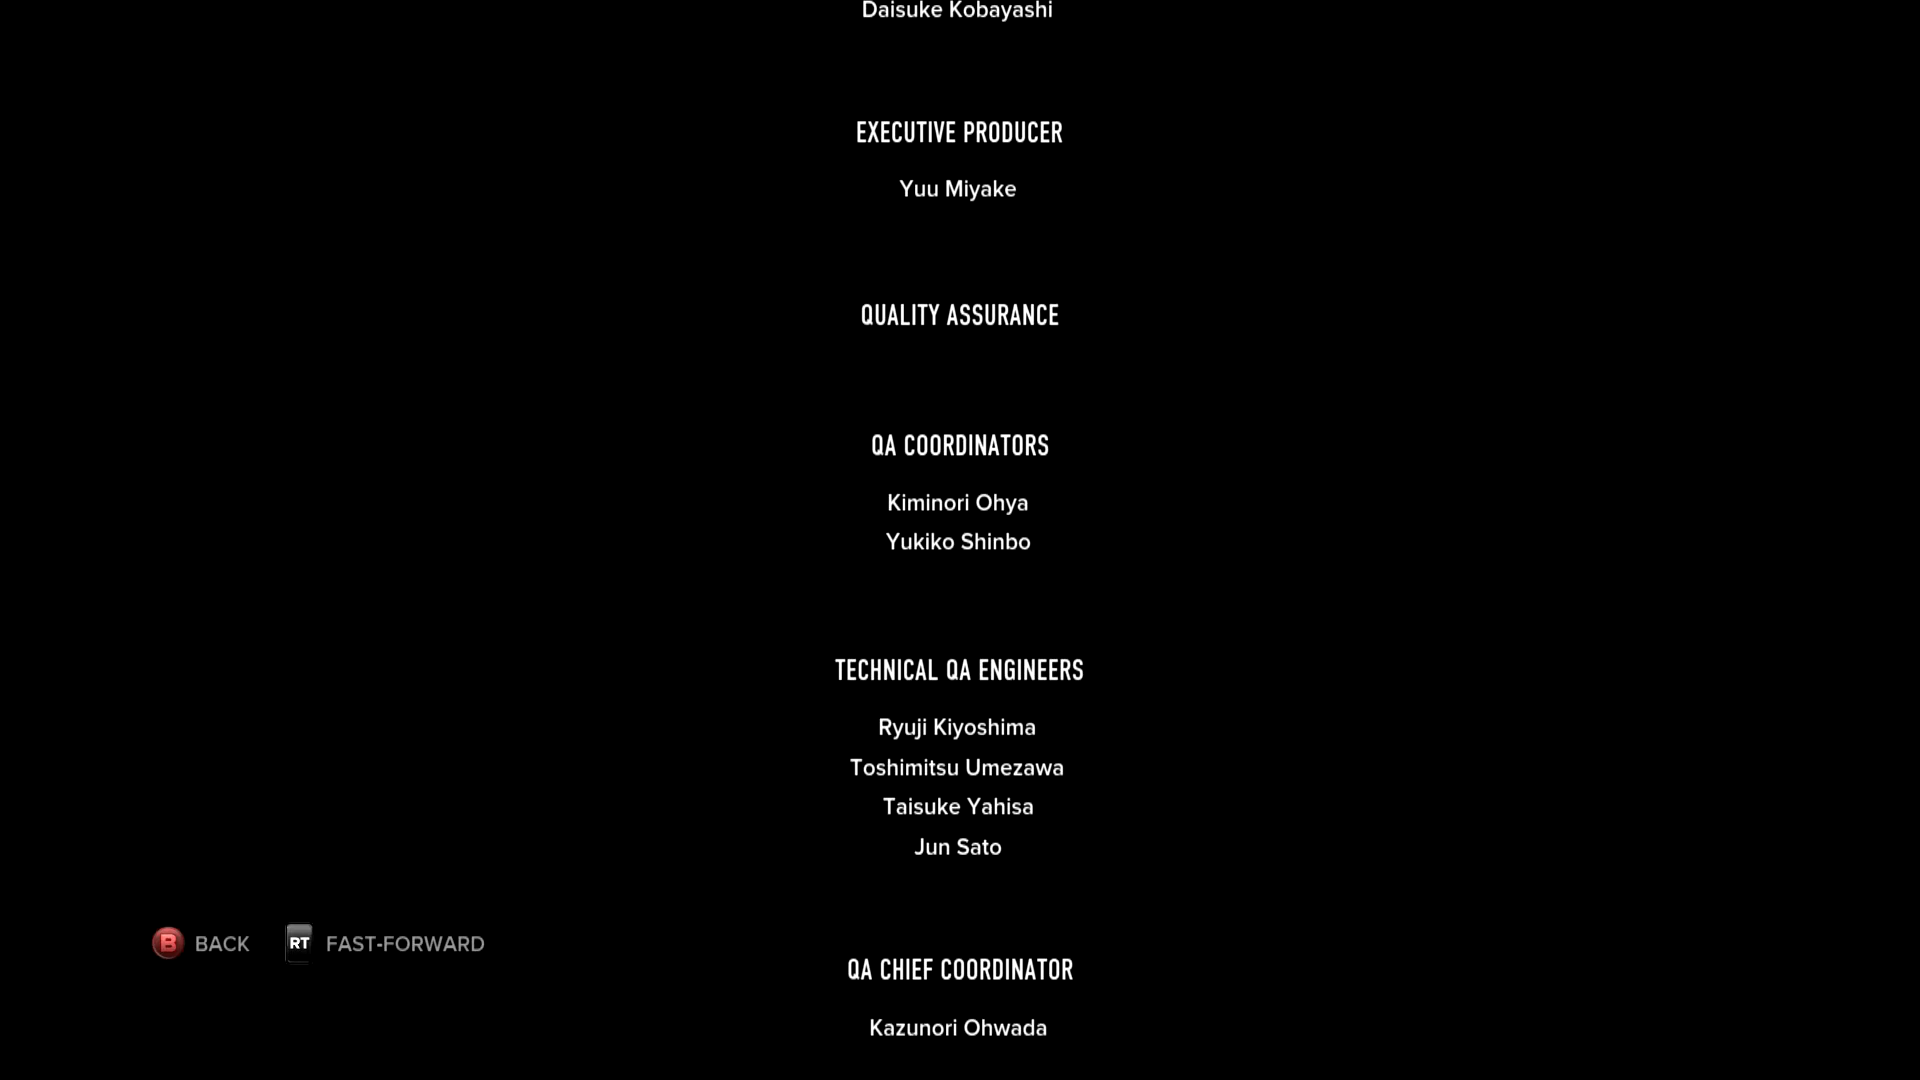 Daisuke Kobayashi
EXECUTIVE PRODUCER
Yuu Miyake
QUALITY ASSURANCE
QA COORDINATORS
Kiminori Ohya
Yukiko Shinbo
TECHNICAL QA ENGINEERS
Ryuji Kiyoshima
Toshimitsu Umezawa
Taisuke Yahisa
Jun Sato
B BACK RT FAST-FORWARD
QA CHIEF COORDINATOR
Kazunori Ohwada